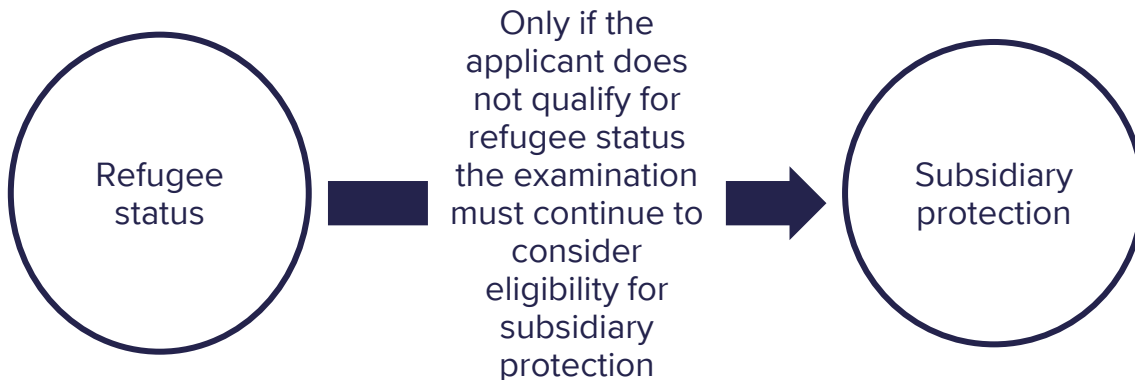 Refugee
status
Only if the
applicant does
not qualify for
refugee status
the examination
must continue to
consider
eligibility for
subsidiary
protection
Subsidiary
protection